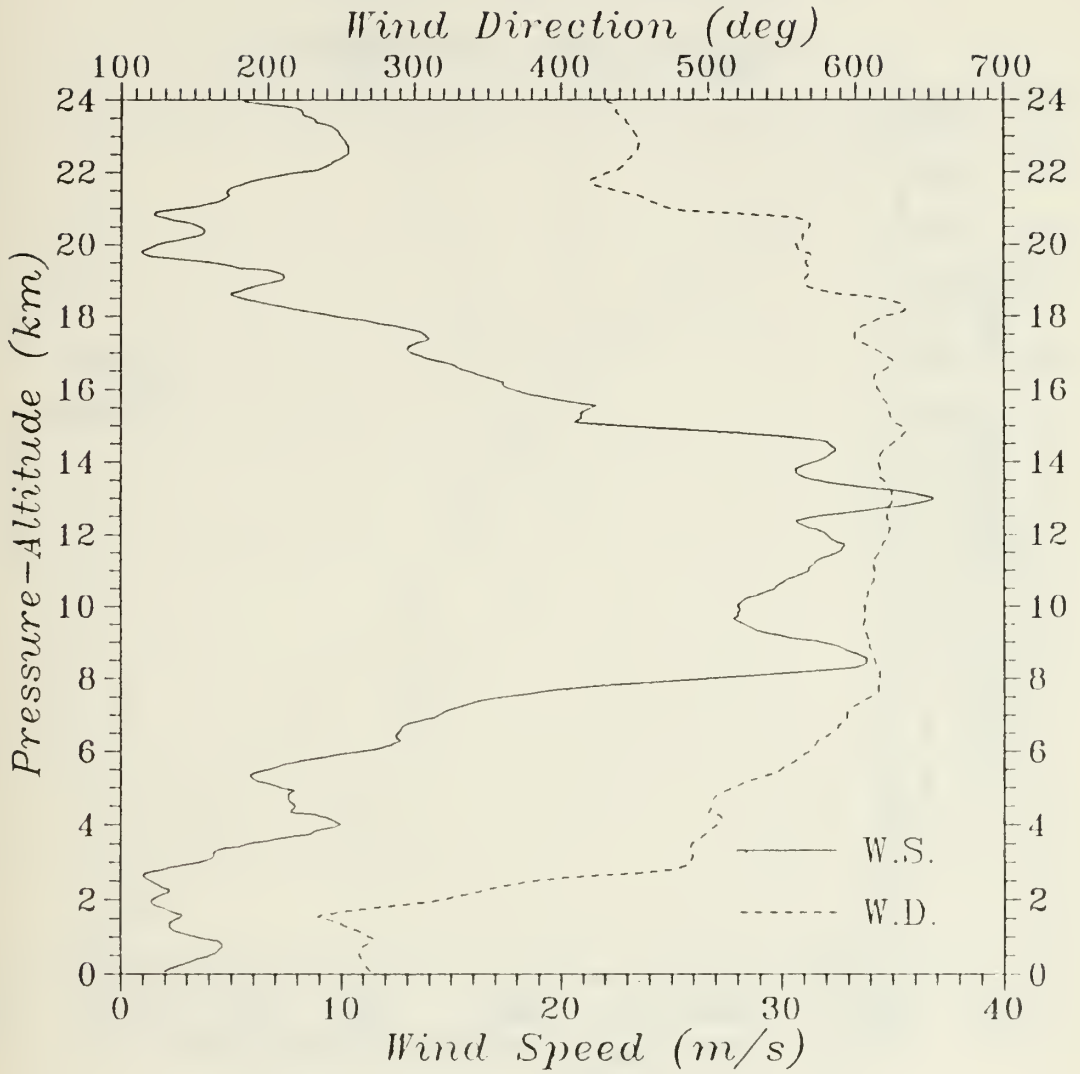 Wind Direction (deg)
100 200 300 400 500 600 700
24 24
22 22
20 20
18 18
16 16
14 14
12 12
10 10
8 8
6 6
4 4
2 2
0 0
Pressure-Altitude (km)
W.S.
W.D.
0 10 20 30 40
Wind Speed (m/s)